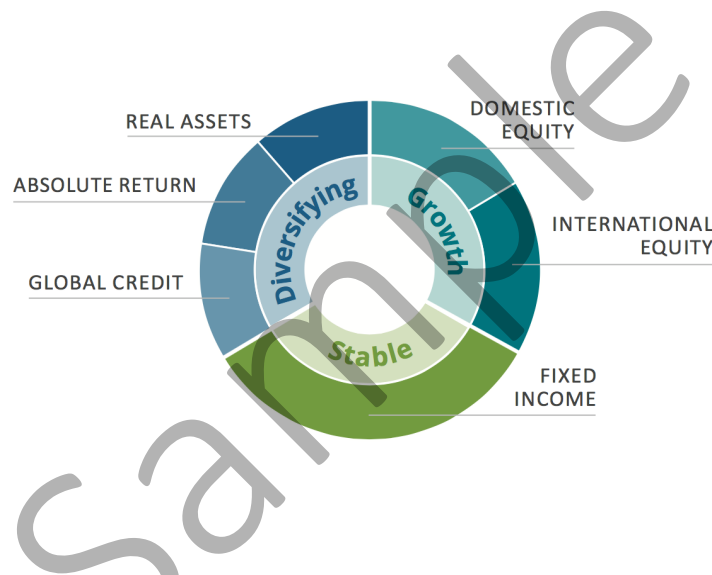 REAL ASSETS
DOMESTIC
EQUITY
ABSOLUTE RETURN
Diversifying
Growth
INTERNATIONAL
EQUITY
GLOBAL CREDIT
Stable
FIXED
INCOME
Sample